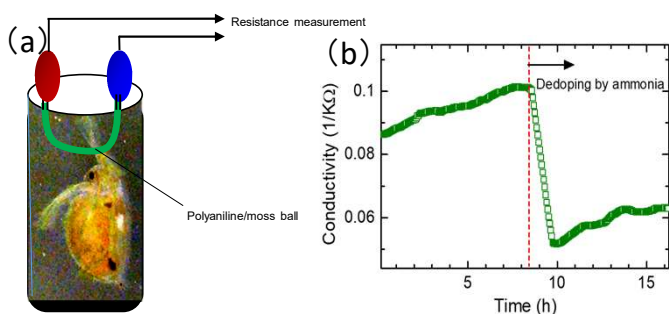 (a)
Resistance measurement
Polyaniline/moss ball
(b)
Dedoping by ammonia
Conductivity (1/KΩ)
0.1
0.08
0.06
5
10
15
Time (h)